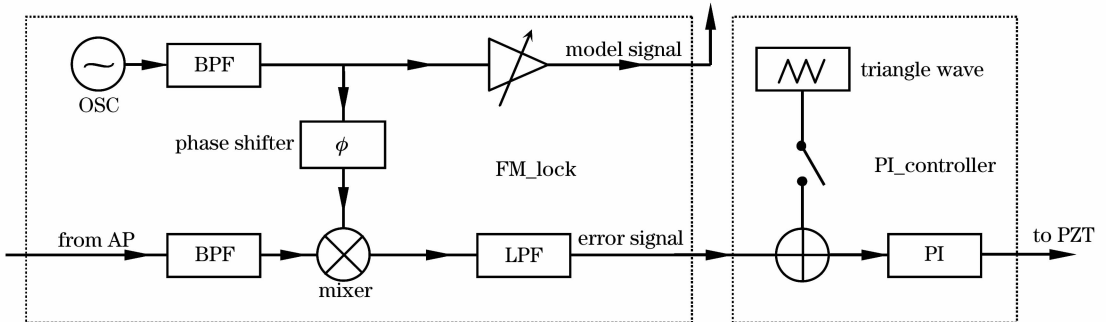 BPF
model signal
OSC
triangle wave
phase shifter
ϕ
FM_lock
PI_controller
from AP
BPF
mixer
LPF
error signal
PI
to PZT